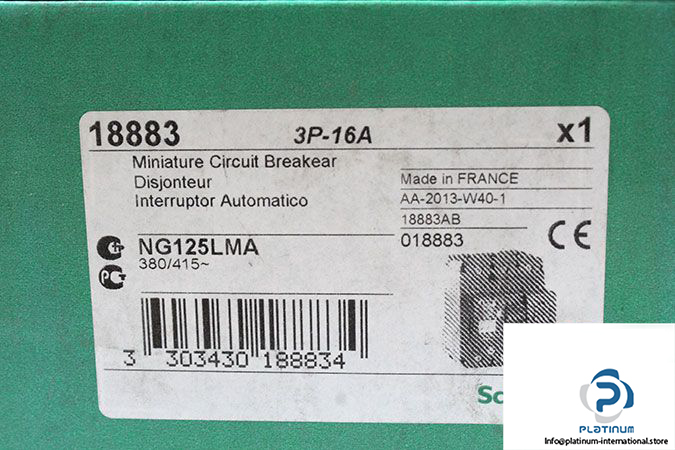 18883 3P-16A x1
Miniature Circuit Breakear
Disjonteur
Interruptor Automatico
Made in FRANCE
AA-2013-W40-1
18883AB
018883
CE
NG125LMA
380/415~
3 303430 188834
PLATINUM
Info@platinum-international.store